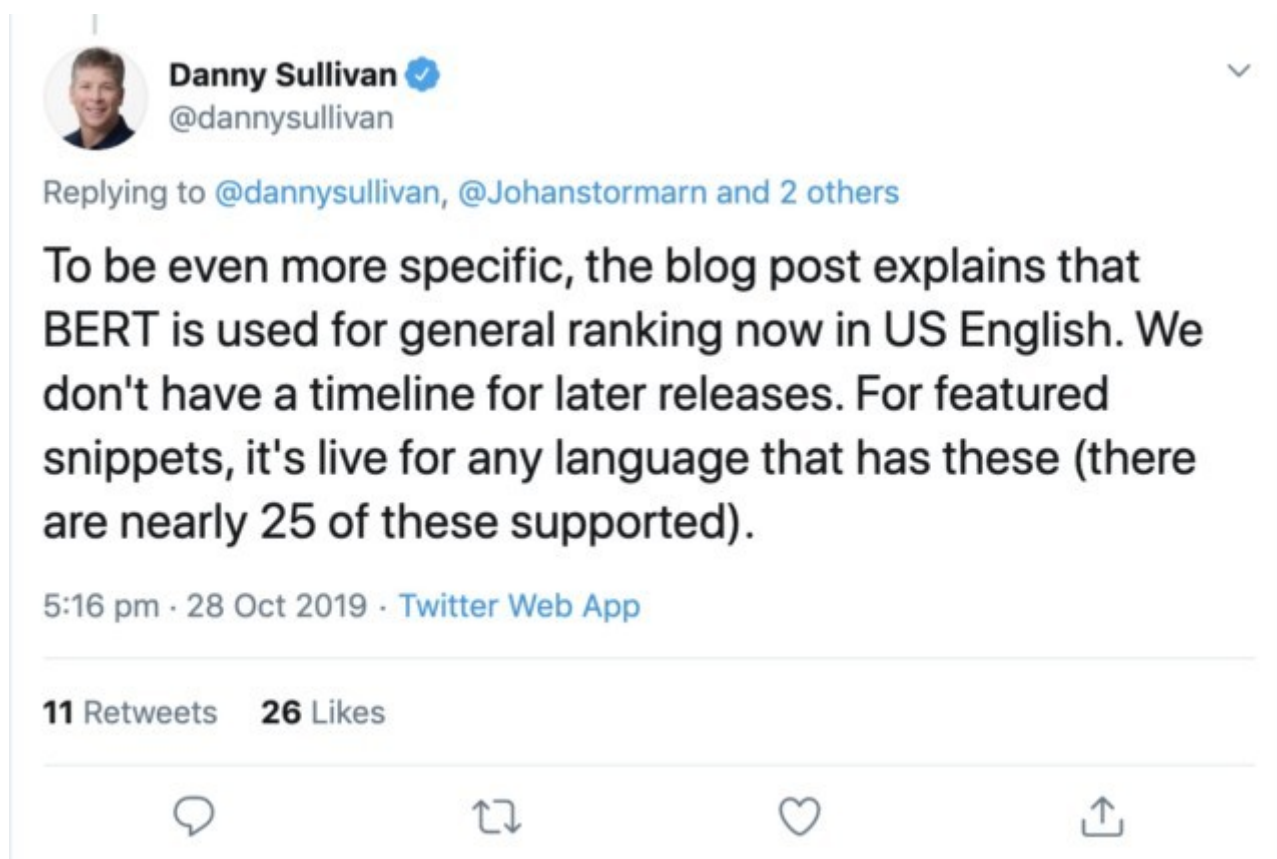 Danny Sullivan
@dannysullivan
Replying to @dannysullivan, @Johanstormarn and 2 others
To be even more specific, the blog post explains that
BERT is used for general ranking now in US English. We
don't have a timeline for later releases. For featured
snippets, it's live for any language that has these (there
are nearly 25 of these supported).
5:16 pm · 28 Oct 2019 · Twitter Web App
11 Retweets 26 Likes